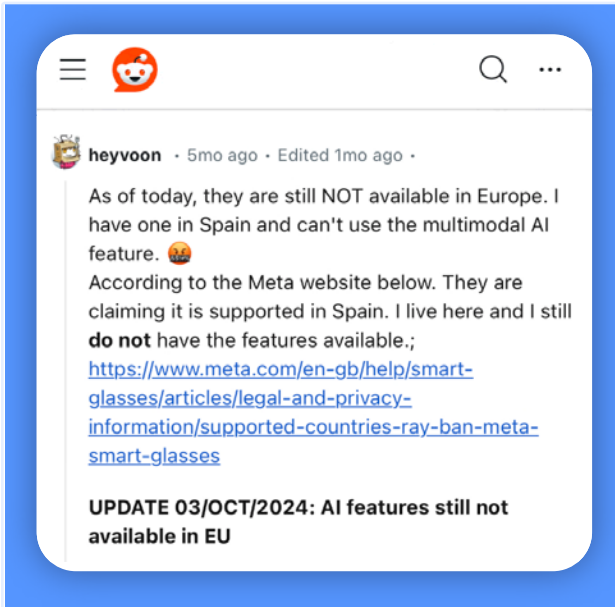 heyvoon · 5mo ago · Edited 1mo ago ·
As of today, they are still NOT available in Europe. I
have one in Spain and can't use the multimodal AI
feature. 🤬
According to the Meta website below. They are
claiming it is supported in Spain. I live here and I still
do not have the features available.;
https://www.meta.com/en-gb/help/smart-
glasses/articles/legal-and-privacy-
information/supported-countries-ray-ban-meta-
smart-glasses
UPDATE 03/OCT/2024: AI features still not
available in EU